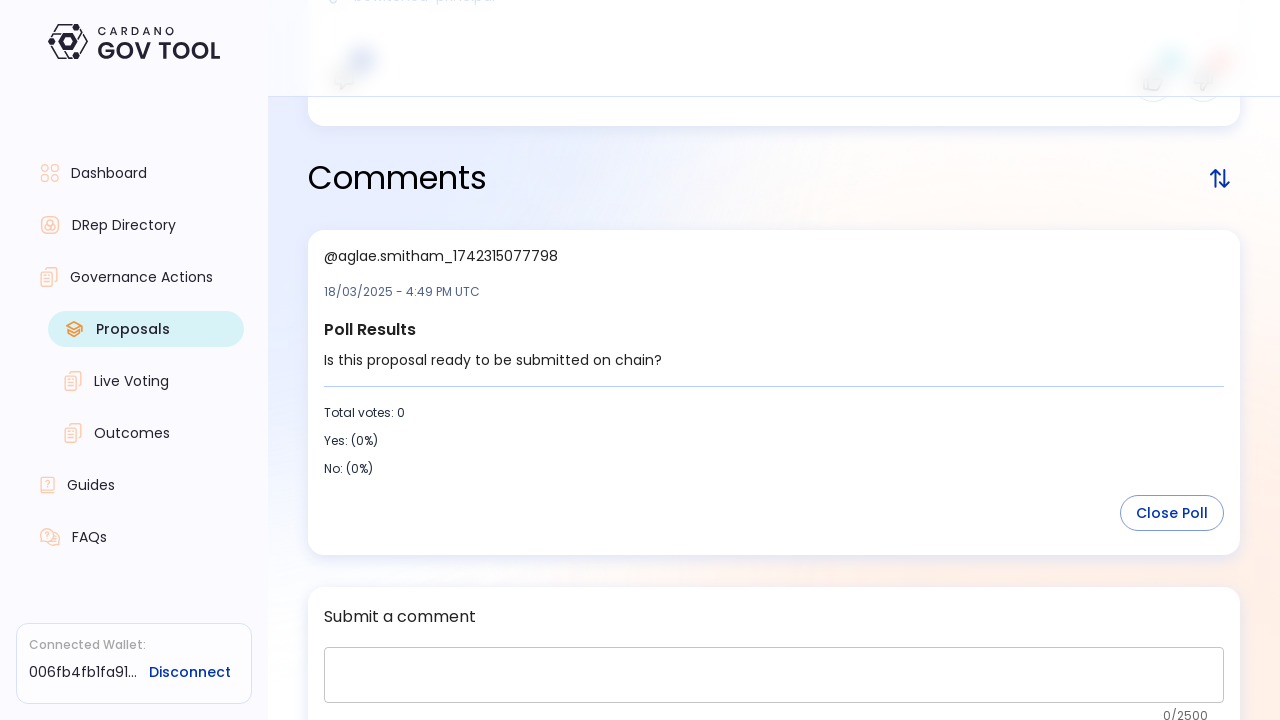 CARDANO
GOV TOOL
Dashboard
DRep Directory
Governance Actions
Proposals
Live Voting
Outcomes
Guides
FAQs
Connected Wallet:
006fb4fb1fa91... Disconnect
Comments
@aglae.smitham_1742315077798
18/03/2025 - 4:49 PM UTC
Poll Results
Is this proposal ready to be submitted on chain?
Total votes: 0
Yes: (0%)
No: (0%)
Close Poll
Submit a comment
0/2500